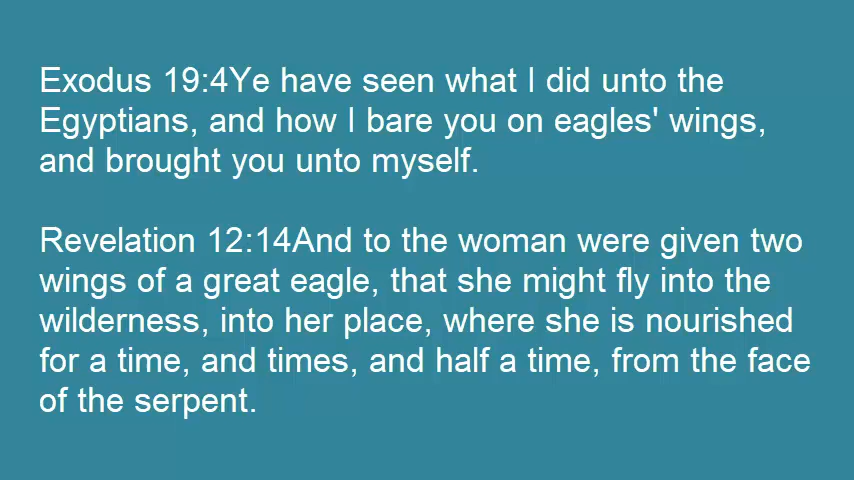 Exodus 19:4Ye have seen what I did unto the
Egyptians, and how I bare you on eagles' wings,
and brought you unto myself.
Revelation 12:14And to the woman were given two
wings of a great eagle, that she might fly into the
wilderness, into her place, where she is nourished
for a time, and times, and half a time, from the face
of the serpent.